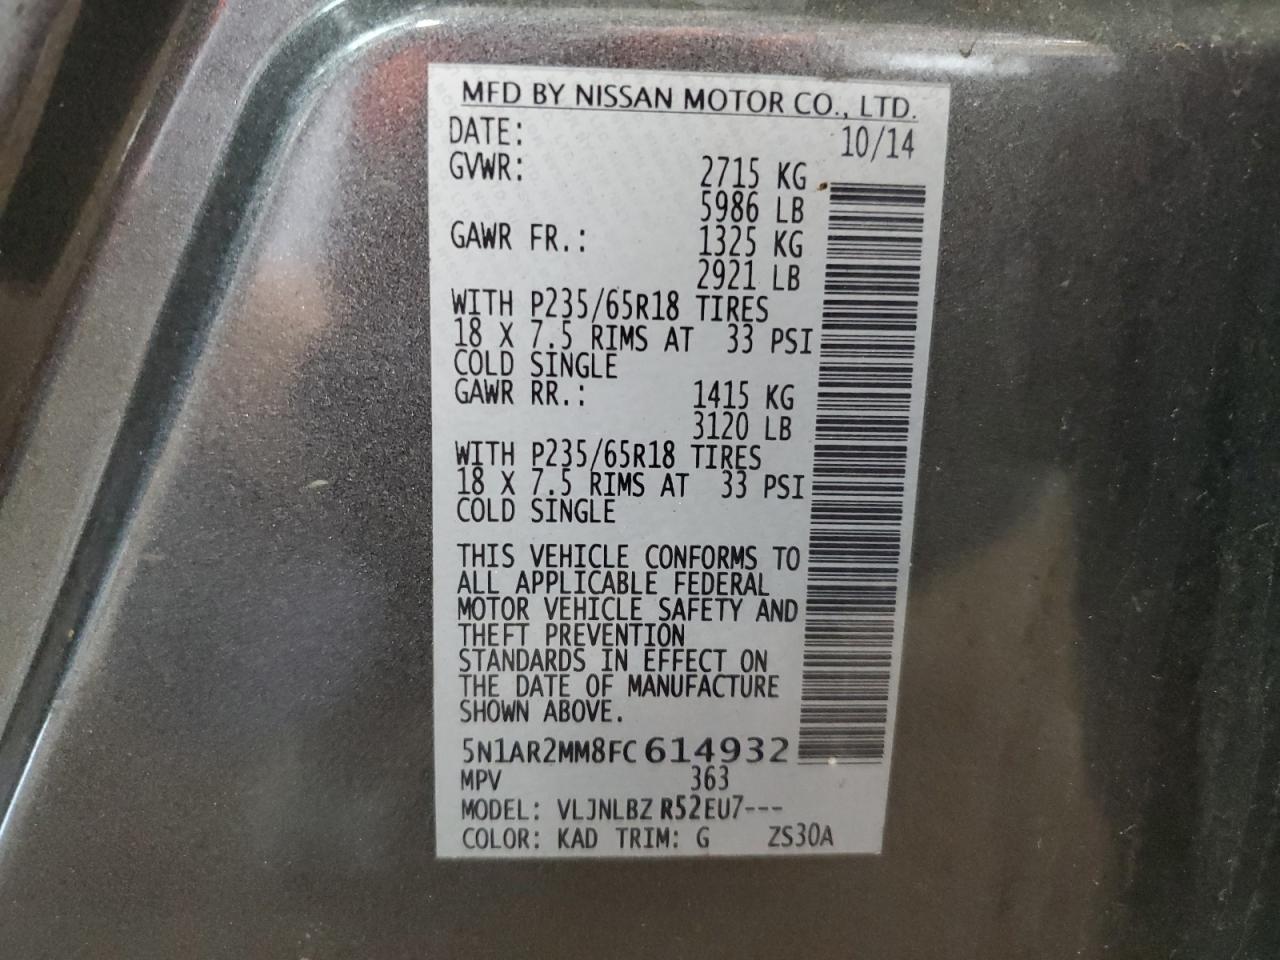 MFD BY NISSAN MOTOR CO., LTD.
DATE: 10/14
GVWR: 2715 KG
5986 LB
GAWR FR.: 1325 KG
2921 LB
WITH P235/65R18 TIRES
18 X 7.5 RIMS AT 33 PSI
COLD SINGLE
GAWR RR.: 1415 KG
3120 LB
WITH P235/65R18 TIRES
18 X 7.5 RIMS AT 33 PSI
COLD SINGLE
THIS VEHICLE CONFORMS TO
ALL APPLICABLE FEDERAL
MOTOR VEHICLE SAFETY AND
THEFT PREVENTION
STANDARDS IN EFFECT ON
THE DATE OF MANUFACTURE
SHOWN ABOVE.
5N1AR2MM8FC614932
MPV 363
MODEL: VLJNLBZ R52EU7---
COLOR: KAD TRIM: G ZS30A